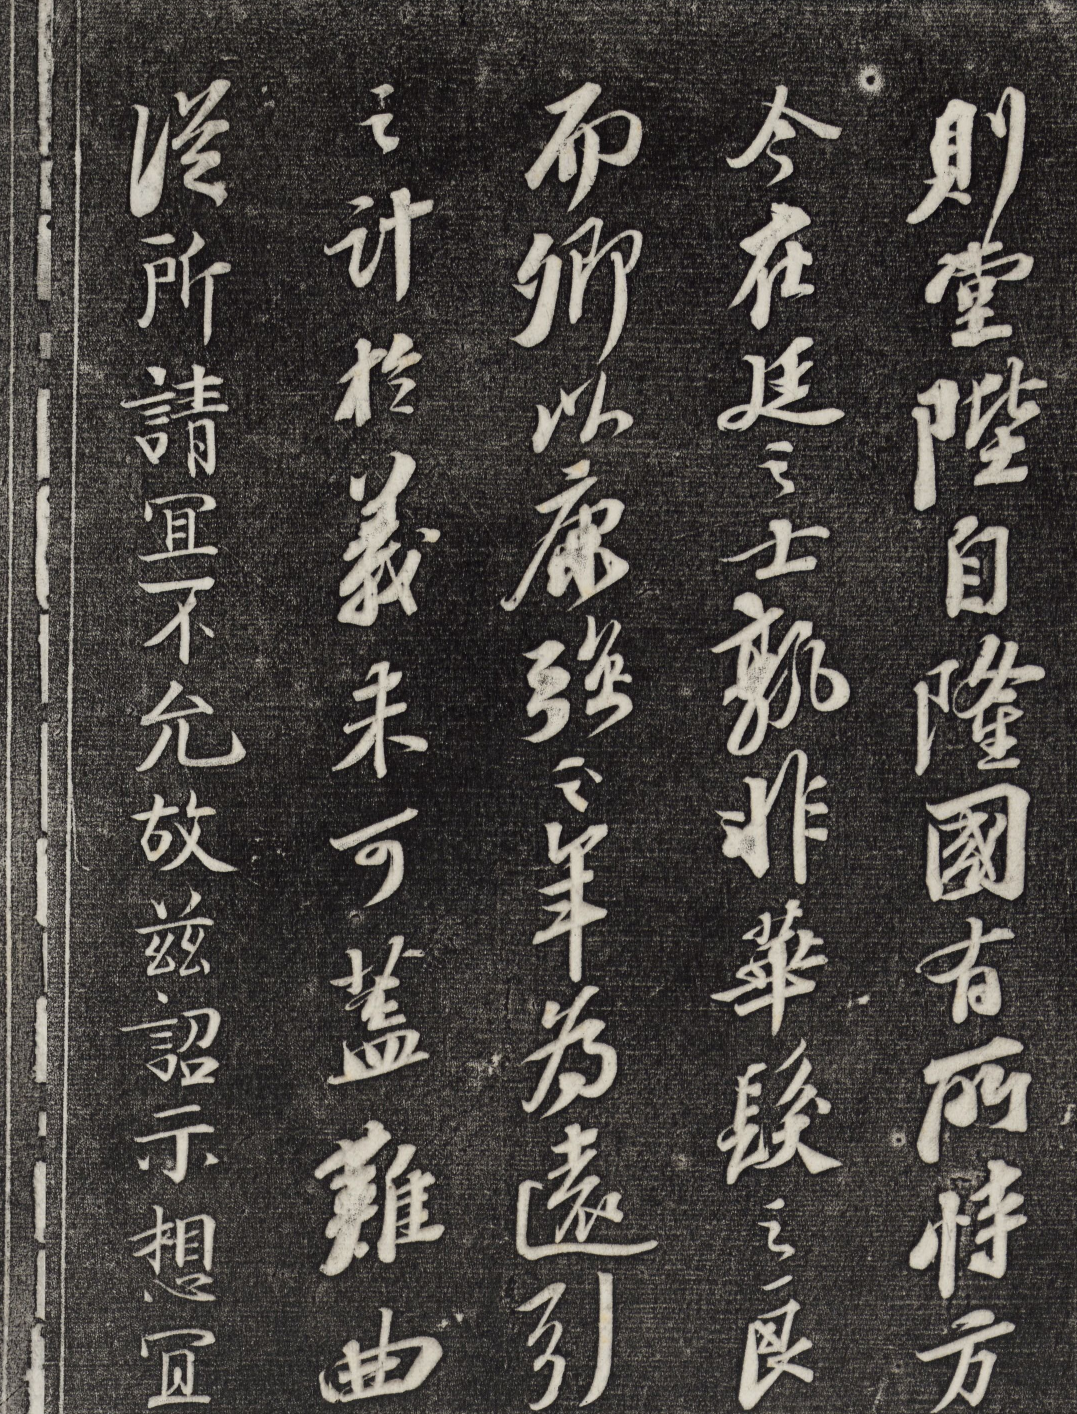 則堂陛自隆國有所恃方
今在廷之士孰非華髮之良
而卿以康強之年為遠引
之計於義未可蓋難曲
從所請宜不允故茲詔示想宜